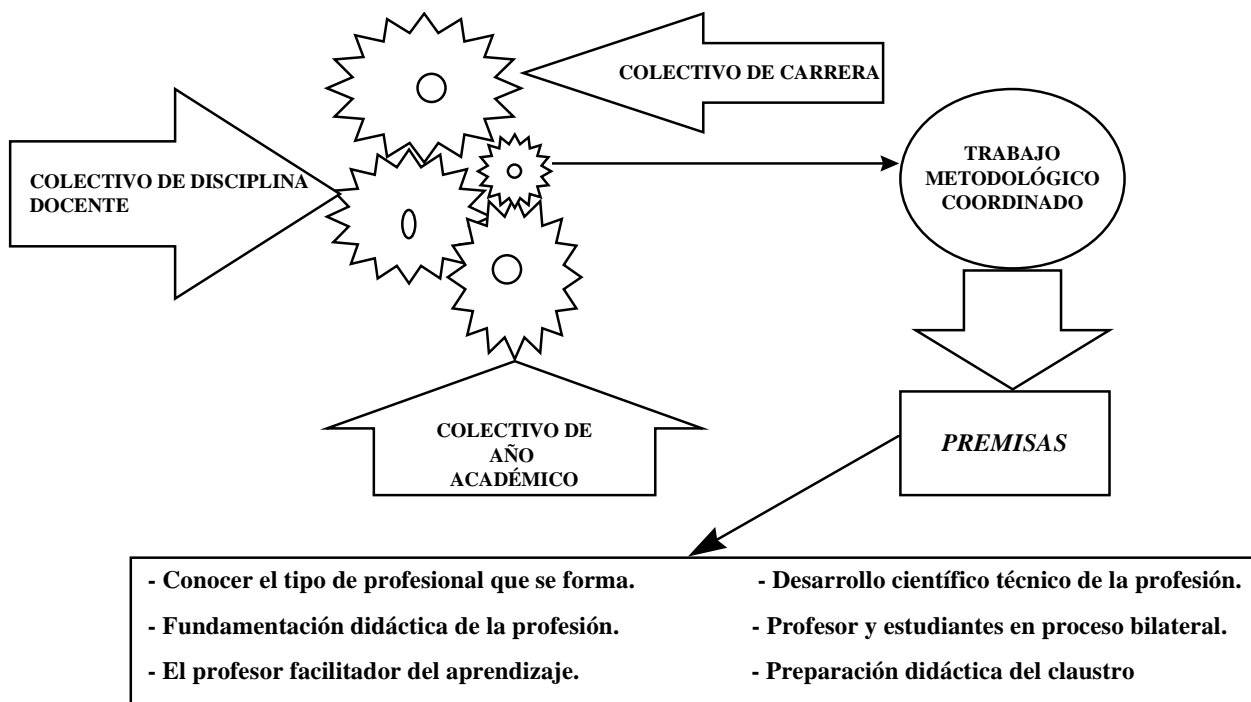 COLECTIVO DE CARRERA
COLECTIVO DE DISCIPLINA
DOCENTE
TRABAJO
METODOLÓGICO
COORDINADO
COLECTIVO DE
AÑO
ACADÉMICO
PREMISAS
- Conocer el tipo de profesional que se forma.
- Fundamentación didáctica de la profesión.
- El profesor facilitador del aprendizaje.
- Desarrollo científico técnico de la profesión.
- Profesor y estudiantes en proceso bilateral.
- Preparación didáctica del claustro